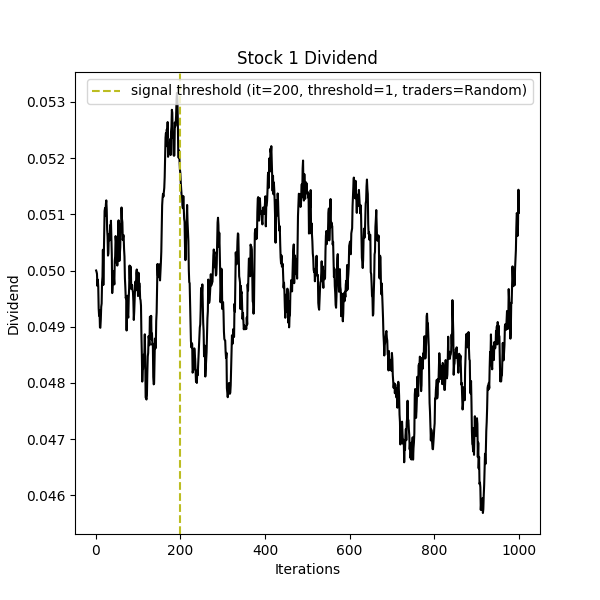 Stock 1 Dividend
signal threshold (it=200, threshold=1, traders=Random)
0.053
0.052
0.051
0.050
0.049
0.048
0.047
0.046
Dividend
0 200 400 600 800 1000
Iterations